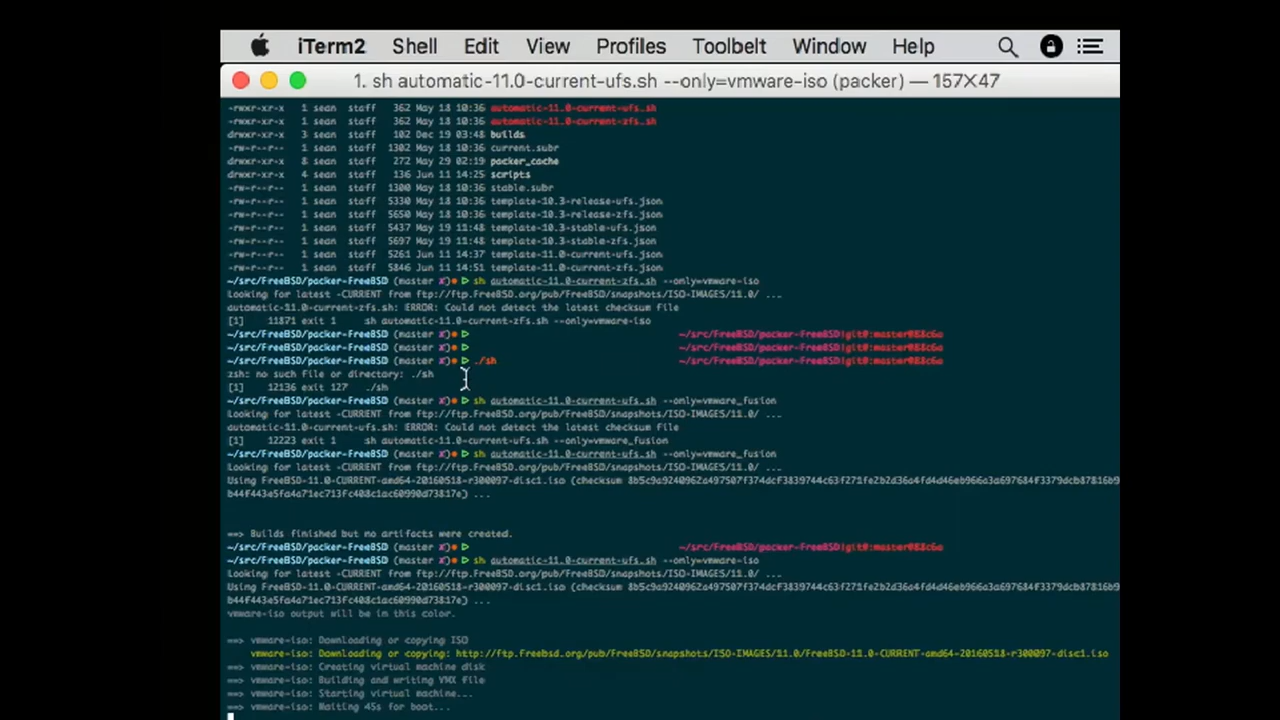 iTerm2 Shell Edit View Profiles Toolbelt Window Help
1. sh automatic-11.0-current-ufs.sh --only=vmware-iso (packer) — 157×47
-rwxr-xr-x 1 sean staff 362 May 18 10:36 automatic-11.0-current-ufs.sh
-rwxr-xr-x 1 sean staff 362 May 18 10:36 automatic-11.0-current-zfs.sh
drwxr-xr-x 3 sean staff 102 Dec 19 03:48 builds
-rw-r--r-- 1 sean staff 1302 May 18 10:36 current.subr
drwxr-xr-x 8 sean staff 272 May 29 02:19 packer_cache
drwxr-xr-x 4 sean staff 136 Jun 11 14:25 scripts
-rw-r--r-- 1 sean staff 1300 May 18 10:36 stable.subr
-rw-r--r-- 1 sean staff 5330 May 18 10:36 template-10.3-release-ufs.json
-rw-r--r-- 1 sean staff 5650 May 18 10:36 template-10.3-release-zfs.json
-rw-r--r-- 1 sean staff 5437 May 19 11:48 template-10.3-stable-ufs.json
-rw-r--r-- 1 sean staff 5697 May 19 11:48 template-10.3-stable-zfs.json
-rw-r--r-- 1 sean staff 5261 Jun 11 14:37 template-11.0-current-ufs.json
-rw-r--r-- 1 sean staff 5846 Jun 11 14:51 template-11.0-current-zfs.json
~/src/FreeBSD/packer-FreeBSD (master ✗)● ▷ sh automatic-11.0-current-zfs.sh --only=vmware-iso
Looking for latest -CURRENT from ftp://ftp.FreeBSD.org/pub/FreeBSD/snapshots/ISO-IMAGES/11.0/ ...
automatic-11.0-current-zfs.sh: ERROR: Could not detect the latest checksum file
[1] 11871 exit 1 sh automatic-11.0-current-zfs.sh --only=vmware-iso
~/src/FreeBSD/packer-FreeBSD (master ✗)● ▷ ~/src/FreeBSD/packer-FreeBSD|git@:master
~/src/FreeBSD/packer-FreeBSD (master ✗)● ▷ ~/src/FreeBSD/packer-FreeBSD|git@:master
~/src/FreeBSD/packer-FreeBSD (master ✗)● ▷ ./sh ~/src/FreeBSD/packer-FreeBSD|git@:master
zsh: no such file or directory: ./sh
[1] 12136 exit 127 ./sh
~/src/FreeBSD/packer-FreeBSD (master ✗)● ▷ sh automatic-11.0-current-ufs.sh --only=vmware_fusion
Looking for latest -CURRENT from ftp://ftp.FreeBSD.org/pub/FreeBSD/snapshots/ISO-IMAGES/11.0/ ...
automatic-11.0-current-ufs.sh: ERROR: Could not detect the latest checksum file
[1] 12223 exit 1 sh automatic-11.0-current-ufs.sh --only=vmware_fusion
~/src/FreeBSD/packer-FreeBSD (master ✗)● ▷ sh automatic-11.0-current-ufs.sh --only=vmware_fusion
Looking for latest -CURRENT from ftp://ftp.FreeBSD.org/pub/FreeBSD/snapshots/ISO-IMAGES/11.0/ ...
Using FreeBSD-11.0-CURRENT-amd64-20160518-r300097-disc1.iso (checksum
...
==> Builds finished but no artifacts were created.
~/src/FreeBSD/packer-FreeBSD (master ✗)● ▷ ~/src/FreeBSD/packer-FreeBSD|git@:master
~/src/FreeBSD/packer-FreeBSD (master ✗)● ▷ sh automatic-11.0-current-ufs.sh --only=vmware-iso
Looking for latest -CURRENT from ftp://ftp.FreeBSD.org/pub/FreeBSD/snapshots/ISO-IMAGES/11.0/ ...
Using FreeBSD-11.0-CURRENT-amd64-20160518-r300097-disc1.iso (checksum
...
vmware-iso output will be in this color.
==> vmware-iso: Downloading or copying ISO
vmware-iso: Downloading or copying: http://ftp.freebsd.org/pub/FreeBSD/snapshots/ISO-IMAGES/11.0/FreeBSD-11.0-CURRENT-amd64-20160518-r300097-disc1.iso
==> vmware-iso: Creating virtual machine disk
==> vmware-iso: Building and writing VMX file
==> vmware-iso: Starting virtual machine...
==> vmware-iso: Waiting 45s for boot...